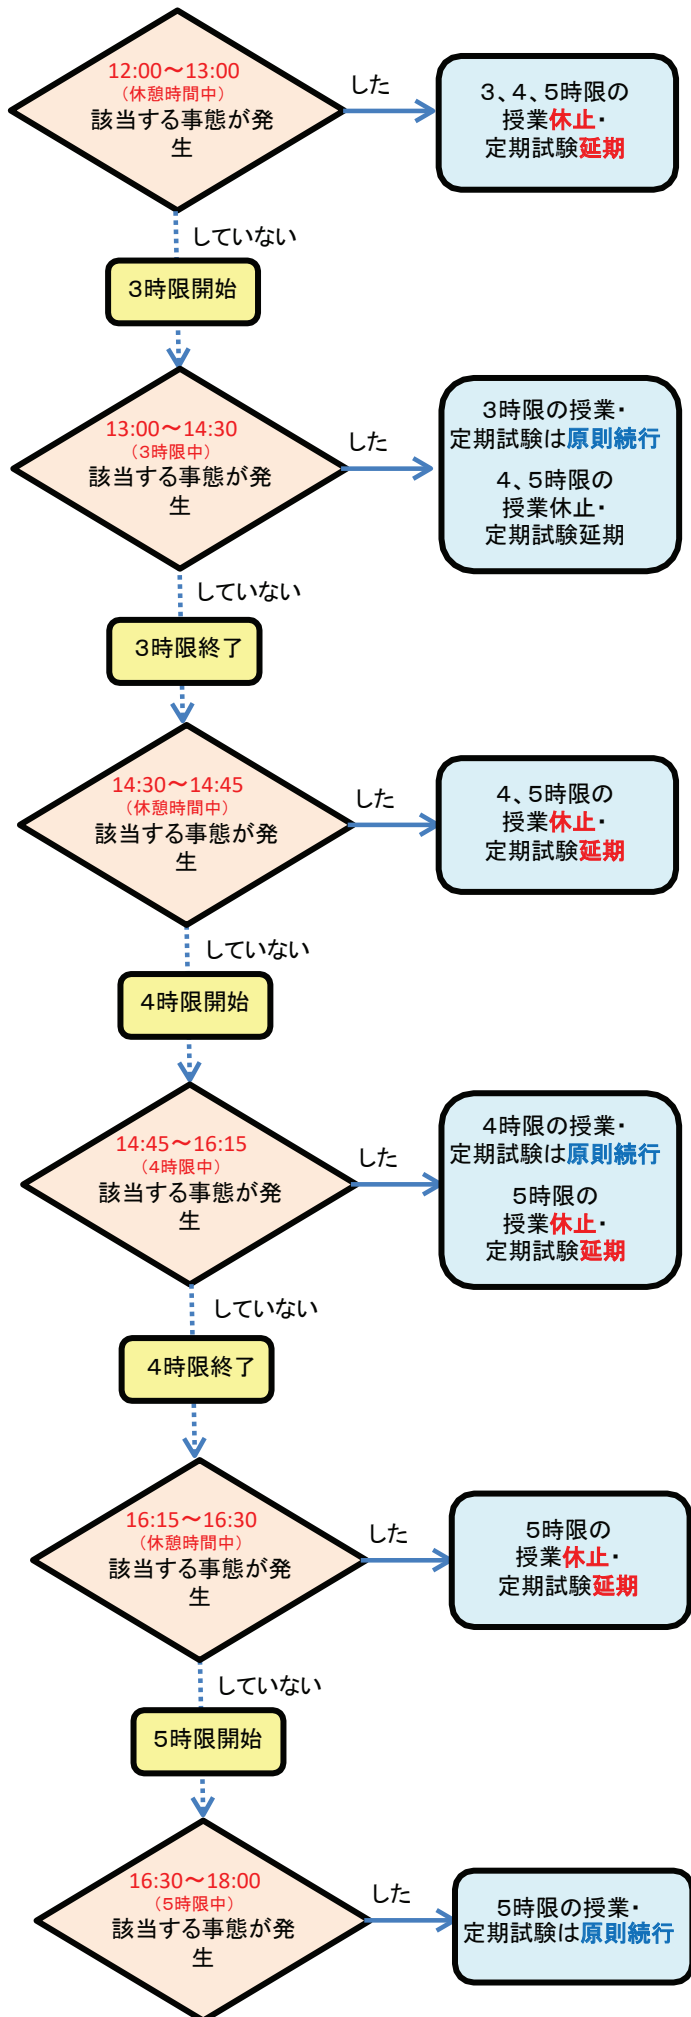 12:00～13:00
（休憩時間中）
該当する事態が発
生
した
3、4、5時限の
授業休止・
定期試験延期
していない
3時限開始
13:00～14:30
（3時限中）
該当する事態が発
生
した
3時限の授業・
定期試験は原則続行
4、5時限の
授業休止・
定期試験延期
していない
3時限終了
14:30～14:45
（休憩時間中）
該当する事態が発
生
した
4、5時限の
授業休止・
定期試験延期
していない
4時限開始
14:45～16:15
（4時限中）
該当する事態が発
生
した
4時限の授業・
定期試験は原則続行
5時限の
授業休止・
定期試験延期
していない
4時限終了
16:15～16:30
（休憩時間中）
該当する事態が発
生
した
5時限の
授業休止・
定期試験延期
していない
5時限開始
16:30～18:00
（5時限中）
該当する事態が発
生
した
5時限の授業・
定期試験は原則続行